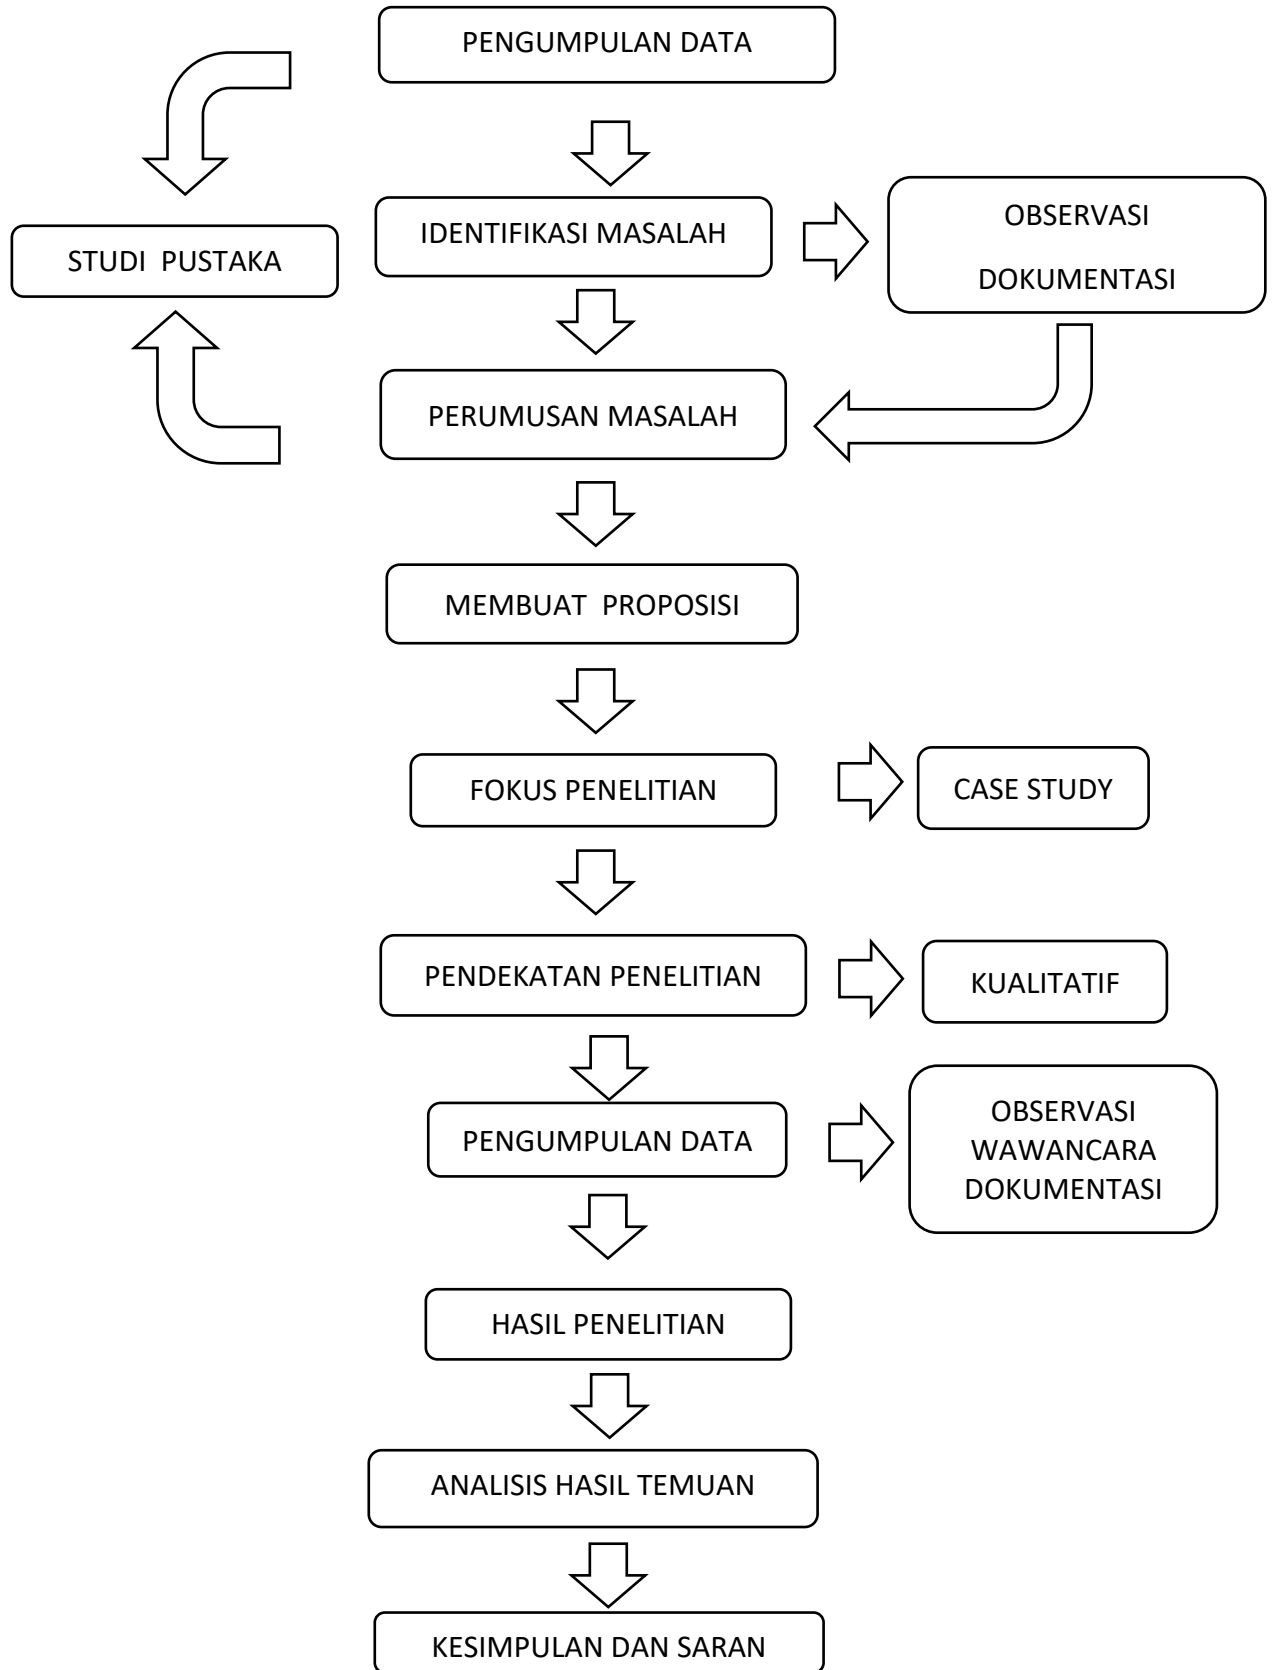 PENGUMPULAN DATA
IDENTIFIKASI MASALAH
OBSERVASI
DOKUMENTASI
STUDI PUSTAKA
PERUMUSAN MASALAH
MEMBUAT PROPOSISI
FOKUS PENELITIAN
CASE STUDY
PENDEKATAN PENELITIAN
KUALITATIF
PENGUMPULAN DATA
OBSERVASI
WAWANCARA
DOKUMENTASI
HASIL PENELITIAN
ANALISIS HASIL TEMUAN
KESIMPULAN DAN SARAN